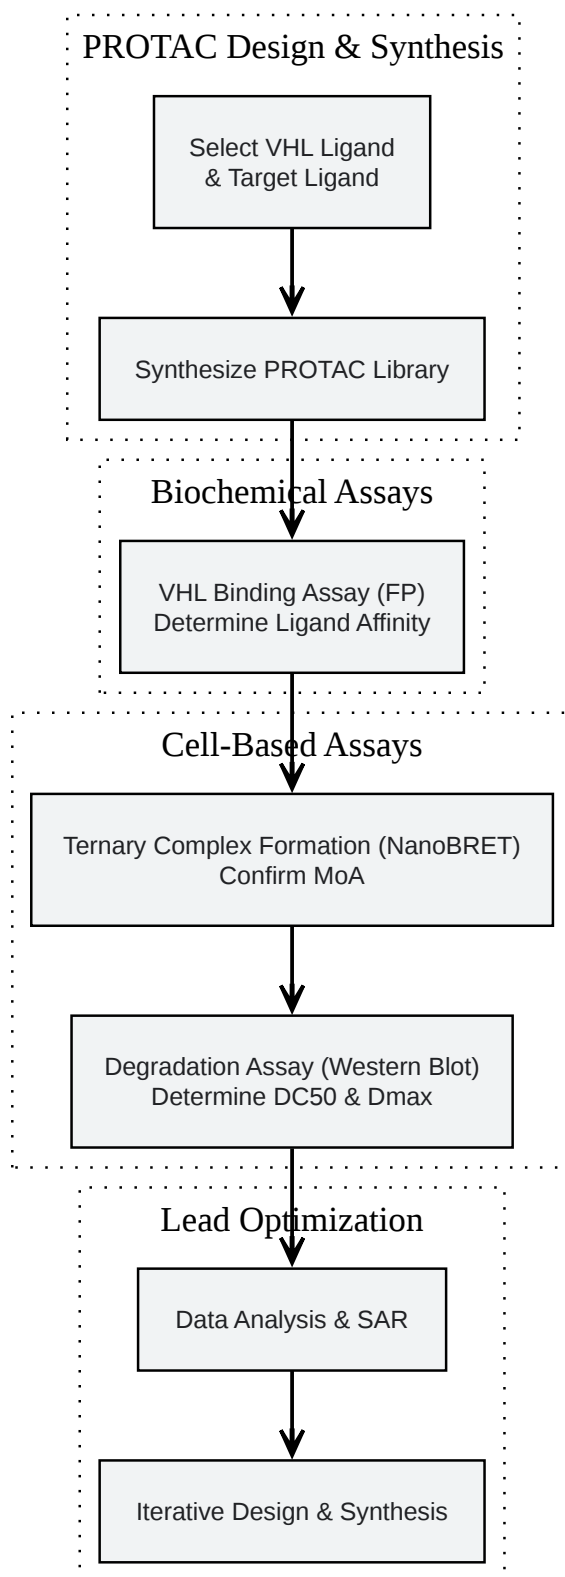 PROTAC Design & Synthesis
Select VHL Ligand
& Target Ligand
Synthesize PROTAC Library
Biochemical Assays
VHL Binding Assay (FP)
Determine Ligand Affinity
Cell-Based Assays
Ternary Complex Formation (NanoBRET)
Confirm MoA
Degradation Assay (Western Blot)
Determine DC50 & Dmax
Lead Optimization
Data Analysis & SAR
Iterative Design & Synthesis